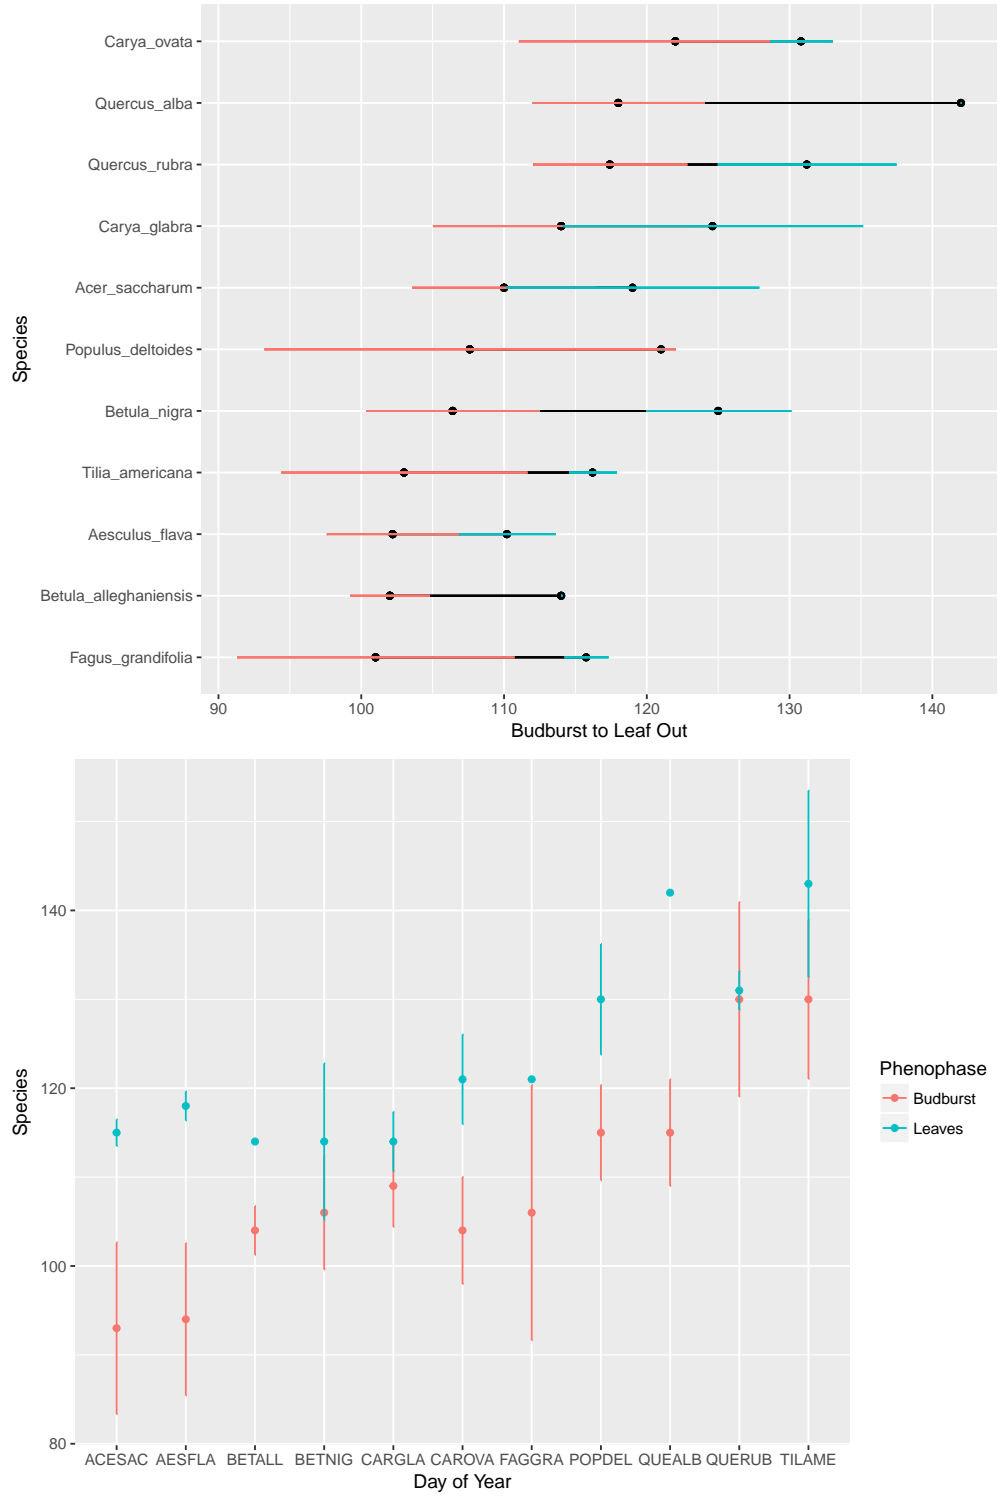 Carya_ovata
Quercus_alba
Quercus_rubra
Carya_glabra
Acer_saccharum
Populus_deltoides
Betula_nigra
Tilia_americana
Aesculus_flava
Betula_alleghaniensis
Fagus_grandifolia
Species
90 100 110 120 130 140
Budburst to Leaf Out
140
120
100
80
Species
ACESAC AESFLA BETALL BETNIG CARGLA CAROVA FAGGRA POPDEL QUEALB QUERUB TILAME
Day of Year
Phenophase
Budburst
Leaves